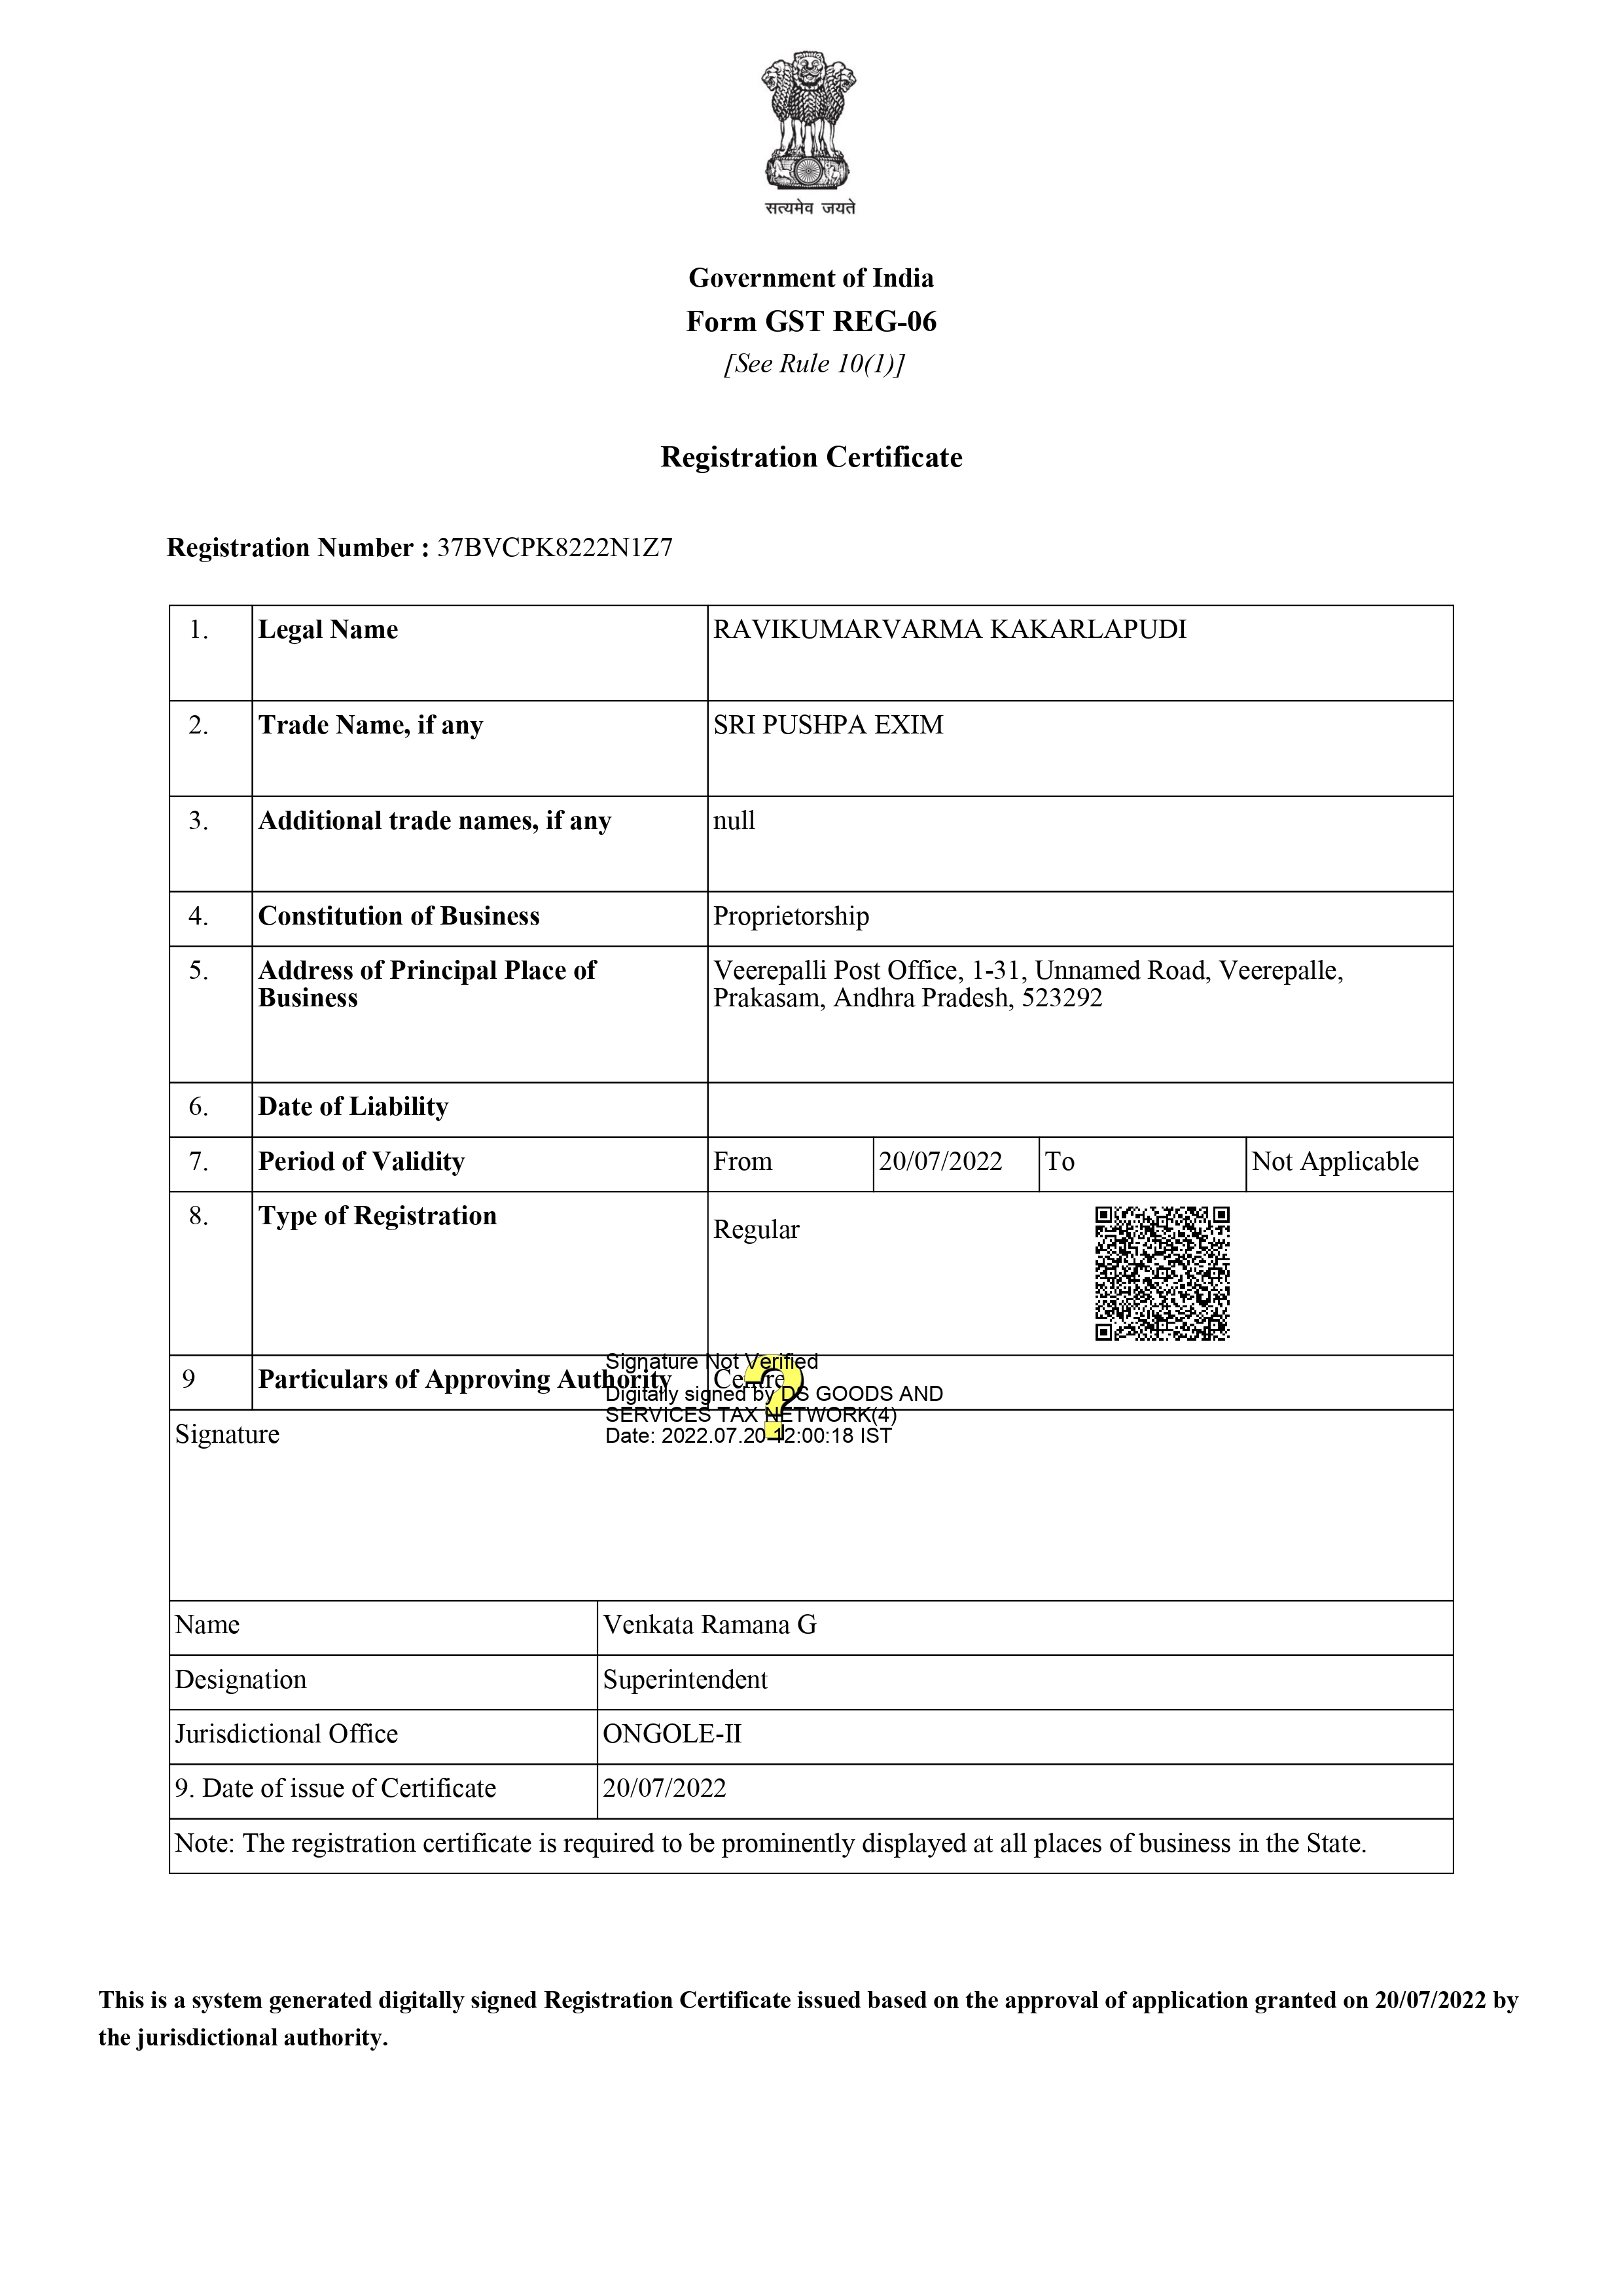 सत्यमेव जयते
Government of India
Form GST REG-06
[See Rule 10(1)]
Registration Certificate
Registration Number : 37BVCPK8222N1Z7
1. Legal Name RAVIKUMARVARMA KAKARLAPUDI
2. Trade Name, if any SRI PUSHPA EXIM
3. Additional trade names, if any null
4. Constitution of Business Proprietorship
5. Address of Principal Place of Business Veerepalli Post Office, 1-31, Unnamed Road, Veerepalle,
Prakasam, Andhra Pradesh, 523292
6. Date of Liability
7. Period of Validity From 20/07/2022 To Not Applicable
8. Type of Registration Regular
9 Particulars of Approving Authority Centre
Signature Not Verified
Digitally signed by DS GOODS AND
SERVICES TAX NETWORK(4)
Date: 2022.07.20 12:00:18 IST
Signature
Name Venkata Ramana G
Designation Superintendent
Jurisdictional Office ONGOLE-II
9. Date of issue of Certificate 20/07/2022
Note: The registration certificate is required to be prominently displayed at all places of business in the State.
This is a system generated digitally signed Registration Certificate issued based on the approval of application granted on 20/07/2022 by
the jurisdictional authority.